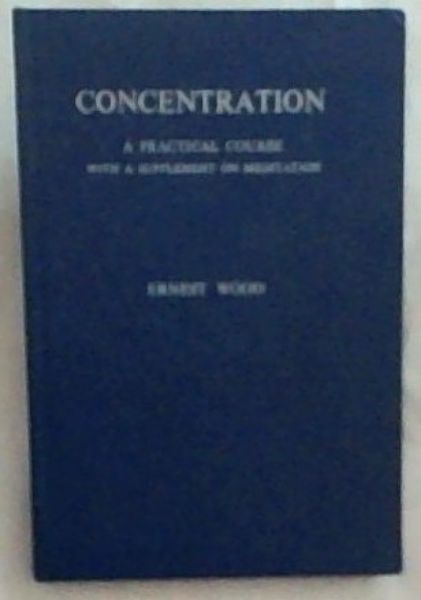 CONCENTRATION
A PRACTICAL COURSE
WITH A SUPPLEMENT ON MEDITATION
ERNEST WOOD